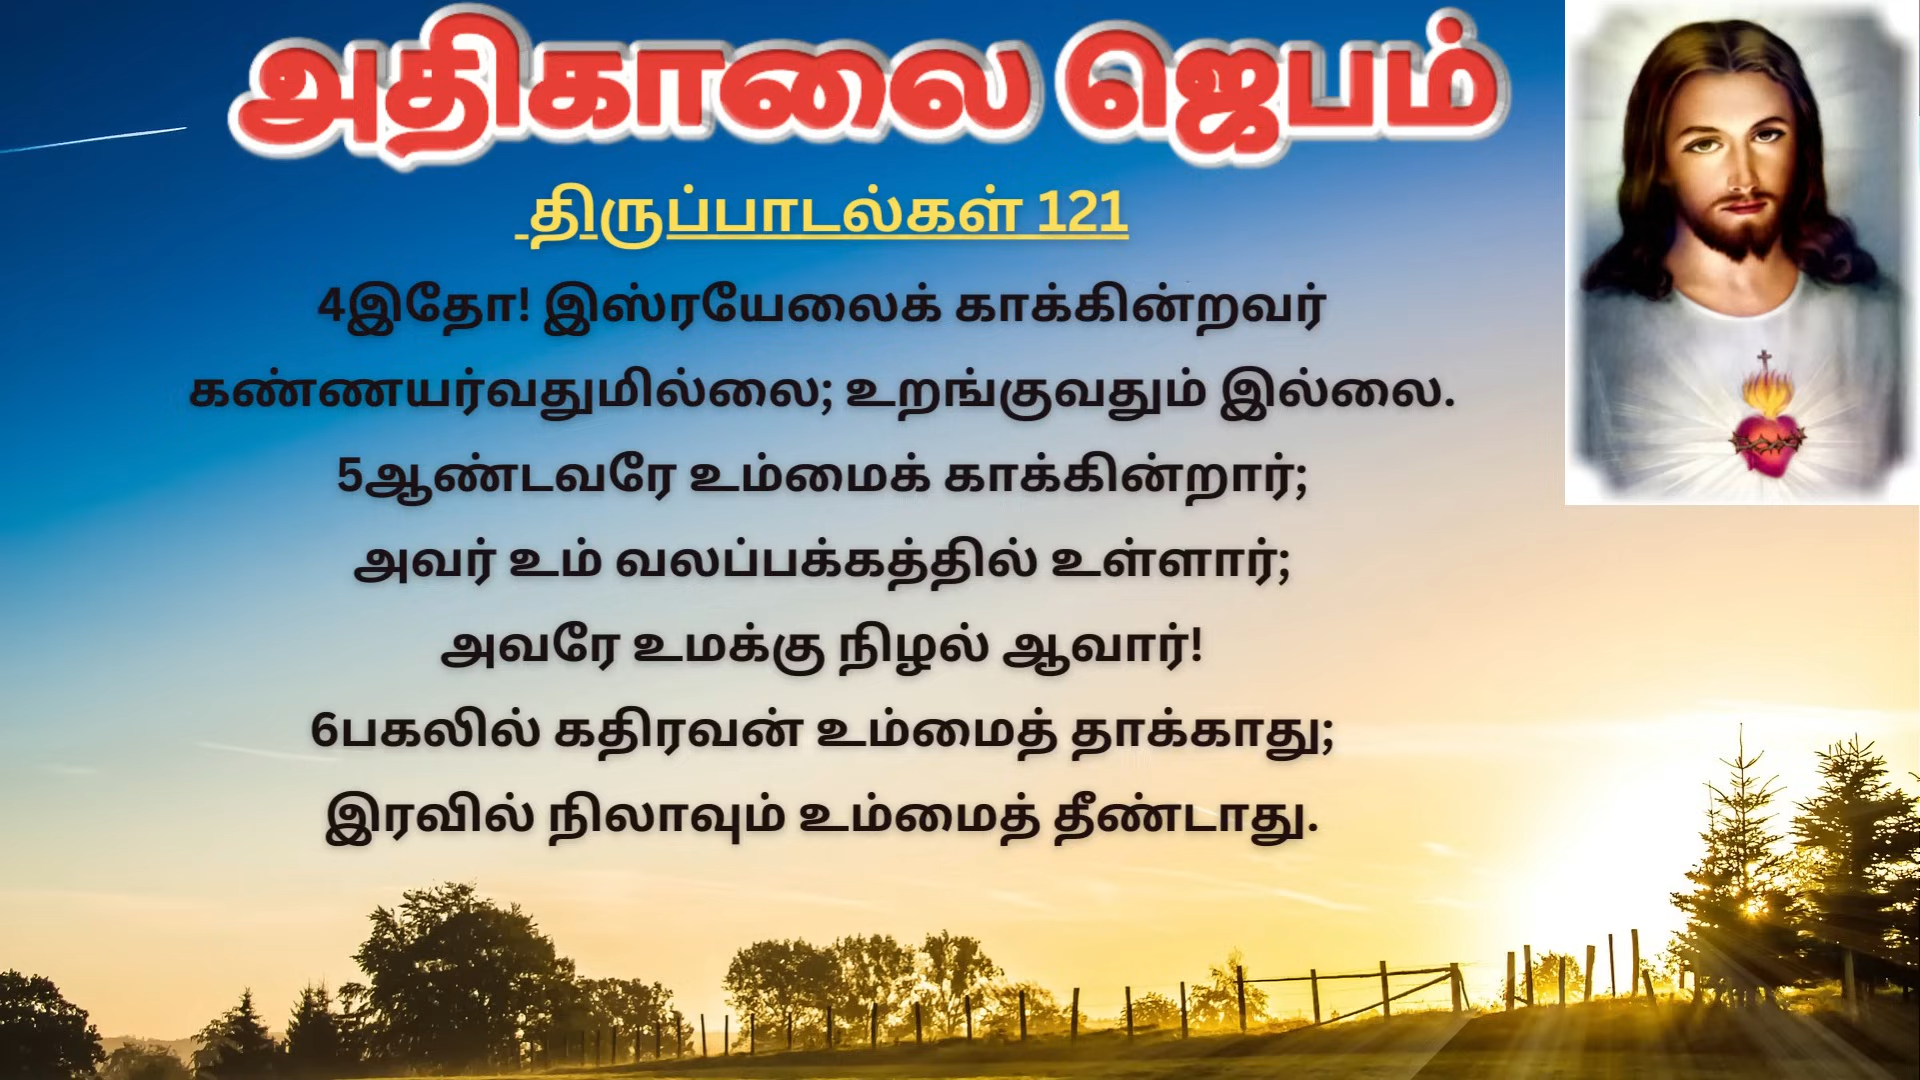 அதிகாலை ஜெபம்
திருப்பாடல்கள் 121
4இதோ! இஸ்ரயேலைக் காக்கின்றவர்
கண்ணயர்வதுமில்லை; உறங்குவதும் இல்லை.
5ஆண்டவரே உம்மைக் காக்கின்றார்;
அவர் உம் வலப்பக்கத்தில் உள்ளார்;
அவரே உமக்கு நிழல் ஆவார்!
6பகலில் கதிரவன் உம்மைத் தாக்காது;
இரவில் நிலாவும் உம்மைத் தீண்டாது.